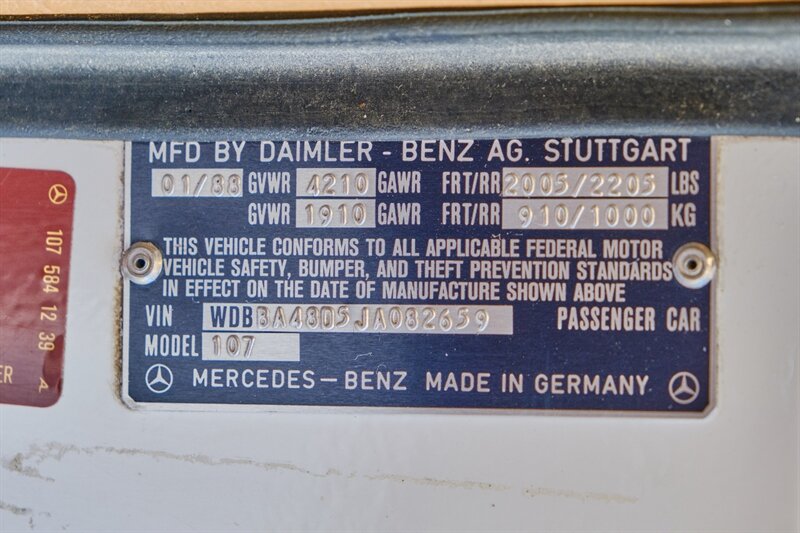 MFD BY DAIMLER - BENZ AG. STUTTGART
01/88 GVWR 4210 GAWR FRT/RR 2005/2205 LBS
GVWR 1910 GAWR FRT/RR 910/1000 KG
THIS VEHICLE CONFORMS TO ALL APPLICABLE FEDERAL MOTOR
VEHICLE SAFETY, BUMPER, AND THEFT PREVENTION STANDARDS
IN EFFECT ON THE DATE OF MANUFACTURE SHOWN ABOVE
VIN WDBBA48D5JA082659 PASSENGER CAR
MODEL 107
MERCEDES-BENZ MADE IN GERMANY
107 584 12 39 A